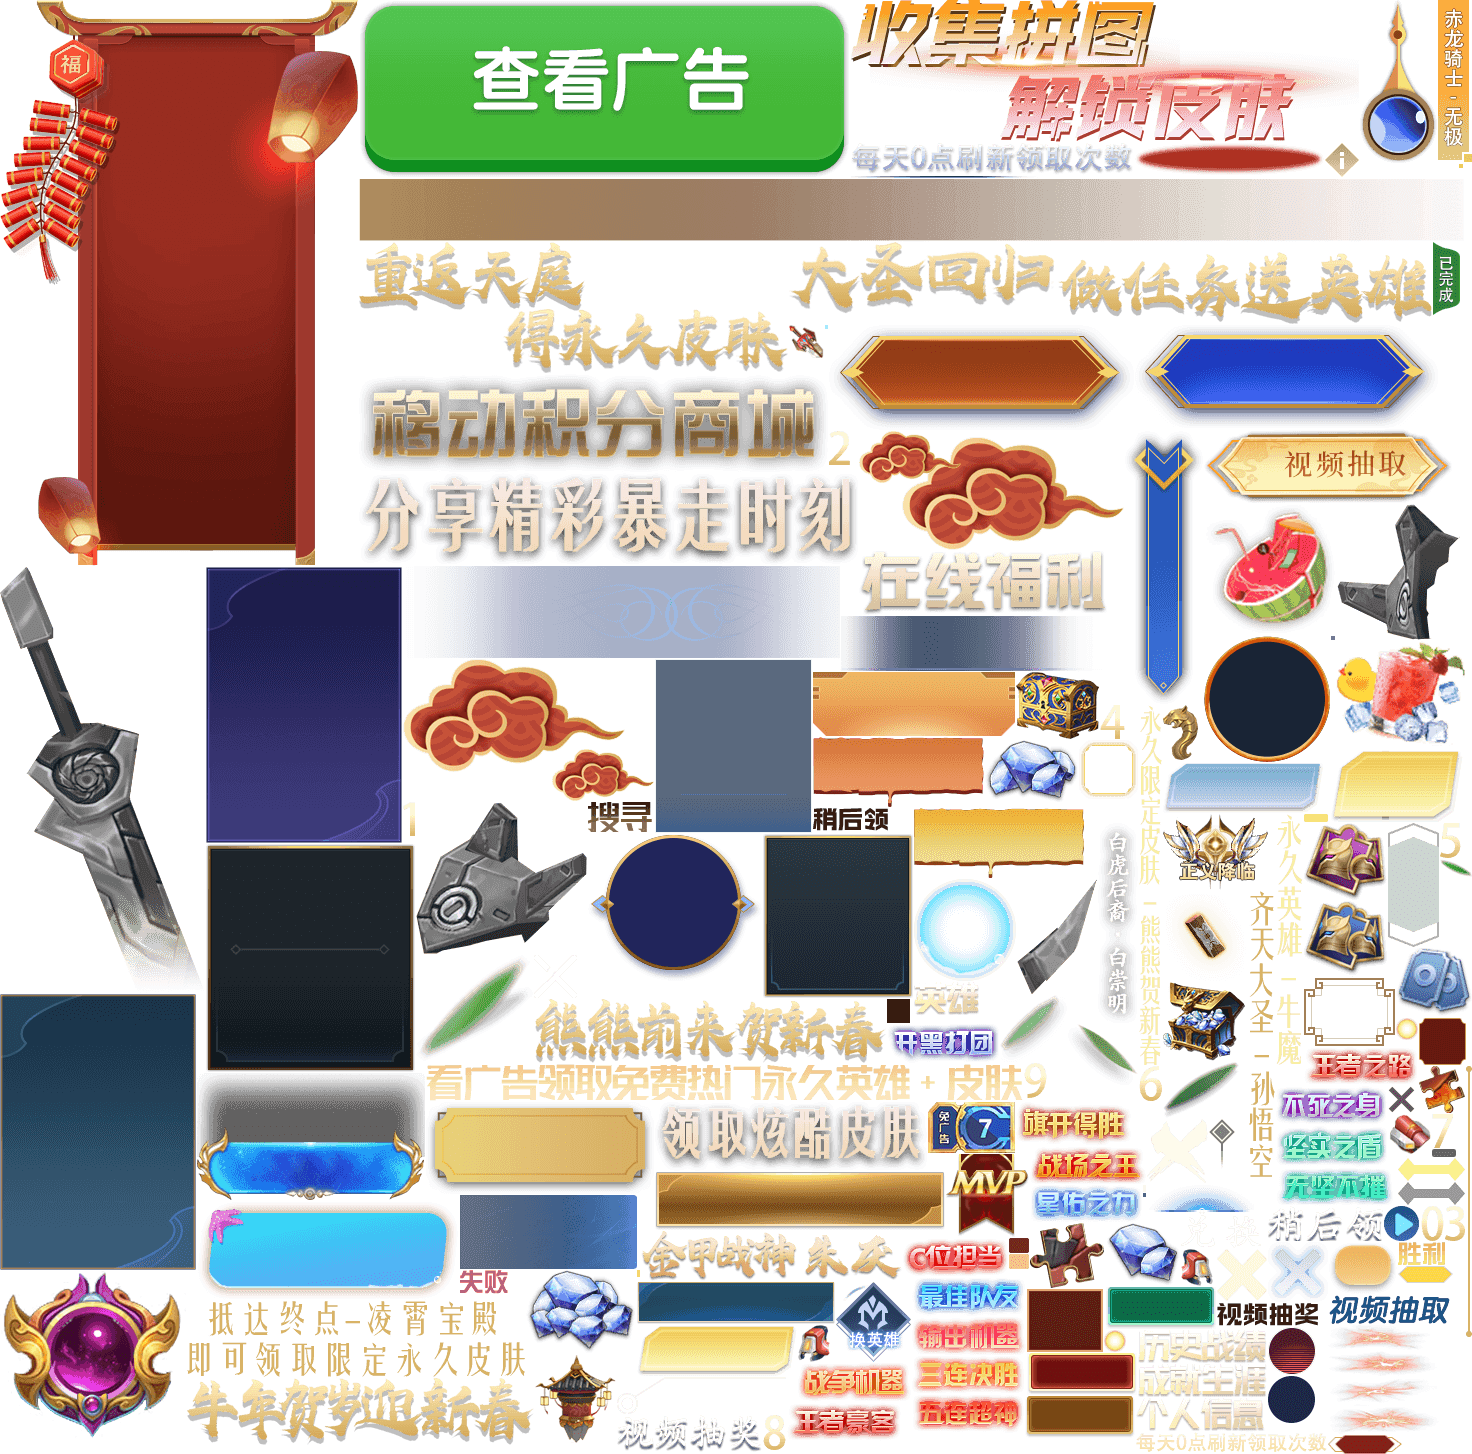 福
查看广告
收集拼图
解锁皮肤
每天0点刷新领取次数
赤龙骑士-无极
重返天庭
大圣回归
做任务送英雄
已完成
得永久皮肤
移动积分商城
2
视频抽取
分享精彩暴走时刻
在线福利
4
永久限定皮肤-熊熊贺新春
1
搜寻
稍后领
白虎后裔·白崇明
正义降临
永久英雄-牛魔
5
齐天大圣-孙悟空
英雄
熊熊前来贺新春
开黑打团
看广告领取免费热门永久英雄+皮肤
9
6
王者之路
领取炫酷皮肤
免广告
7
旗开得胜
不死之身
7
战场之王
坚实之盾
MVP
星佑之力
无坚不摧
兑换
稍后领
03
金甲战神朱厌
C位担当
胜利
失败
最佳队友
视频抽奖
视频抽取
抵达终点-凌霄宝殿
换英雄
输出机器
历史战绩
即可领取限定永久皮肤
三连决胜
成就生涯
战争机器
牛年贺岁迎新春
五连超神
个人信息
视频抽奖
8
王者豪客
每天0点刷新领取次数